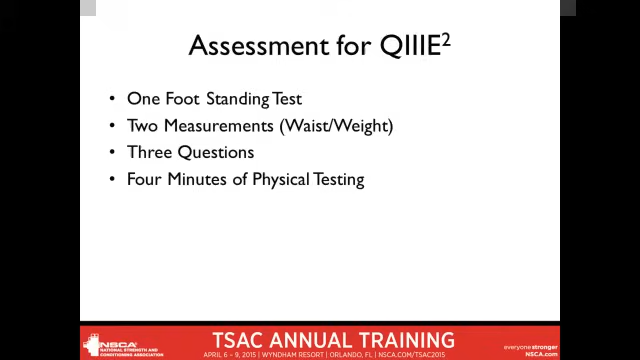 Assessment for QIIIE²
• One Foot Standing Test
• Two Measurements (Waist/Weight)
• Three Questions
• Four Minutes of Physical Testing
NSCA
NATIONAL STRENGTH AND
CONDITIONING ASSOCIATION
TSAC ANNUAL TRAINING
APRIL 6 – 9, 2015 | WYNDHAM RESORT | ORLANDO, FL | NSCA.COM/TSAC2015
everyone stronger
NSCA.com